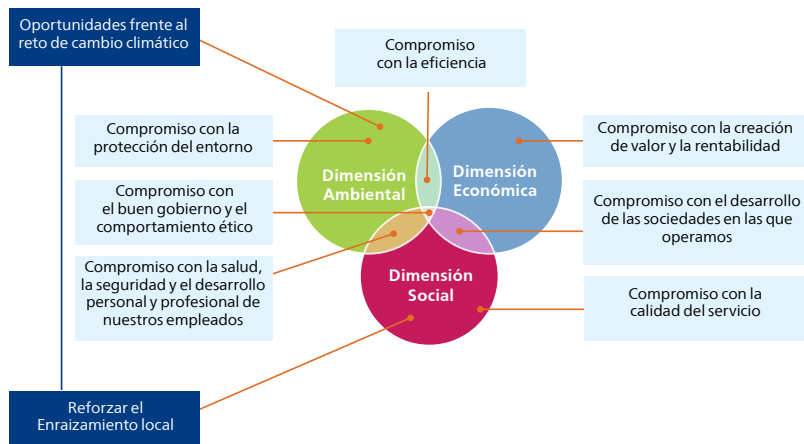 Oportunidades frente al
reto de cambio climático
Compromiso
con la eficiencia
Compromiso con la
protección del entorno
Compromiso con la creación
de valor y la rentabilidad
Dimensión
Ambiental
Dimensión
Económica
Compromiso con
el buen gobierno y el
comportamiento ético
Compromiso con el desarrollo
de las sociedades en las que
operamos
Compromiso con la salud,
la seguridad y el desarrollo
personal y profesional de
nuestros empleados
Dimensión
Social
Compromiso con la
calidad del servicio
Reforzar el
Enraizamiento local